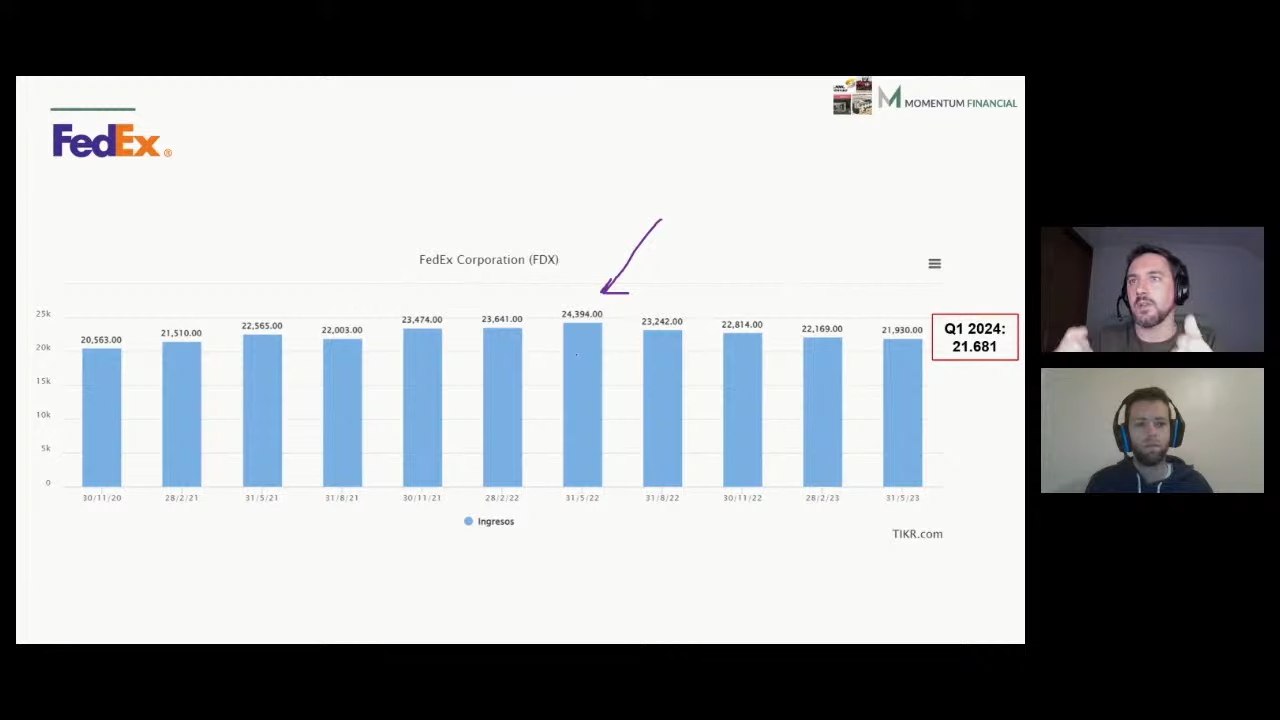 MOMENTUM FINANCIAL
FedEx®
FedEx Corporation (FDX)
25k
20k
15k
10k
5k
0
20,563.00
21,510.00
22,565.00
22,003.00
23,474.00
23,641.00
24,394.00
23,242.00
22,814.00
22,169.00
21,930.00
Q1 2024:
21.681
30/11/20
28/2/21
31/5/21
31/8/21
30/11/21
28/2/22
31/5/22
31/8/22
30/11/22
28/2/23
31/5/23
Ingresos
TIKR.com